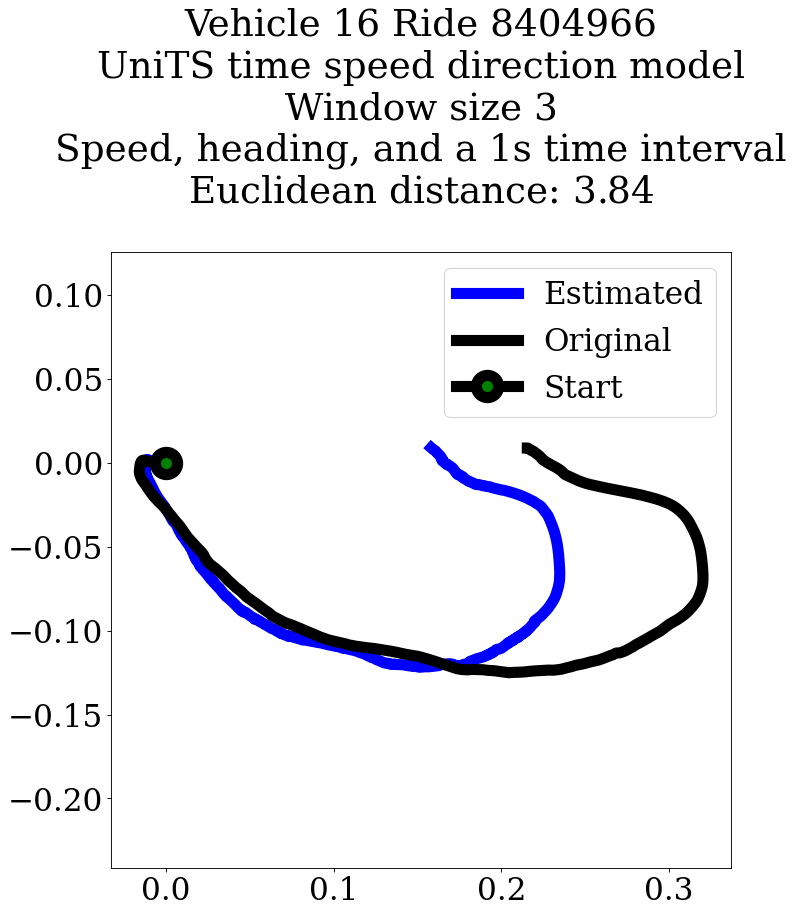 Vehicle 16 Ride 8404966
UniTS time speed direction model
Window size 3
Speed, heading, and a 1s time interval
Euclidean distance: 3.84
Estimated
Original
Start
0.10
0.05
0.00
−0.05
−0.10
−0.15
−0.20
0.0 0.1 0.2 0.3